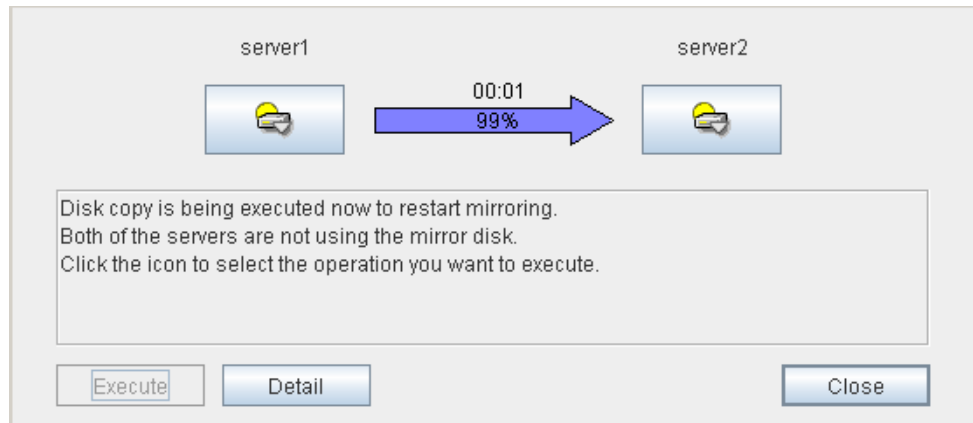 server1 server2
00:01
99%
Disk copy is being executed now to restart mirroring.
Both of the servers are not using the mirror disk.
Click the icon to select the operation you want to execute.
Execute Detail Close